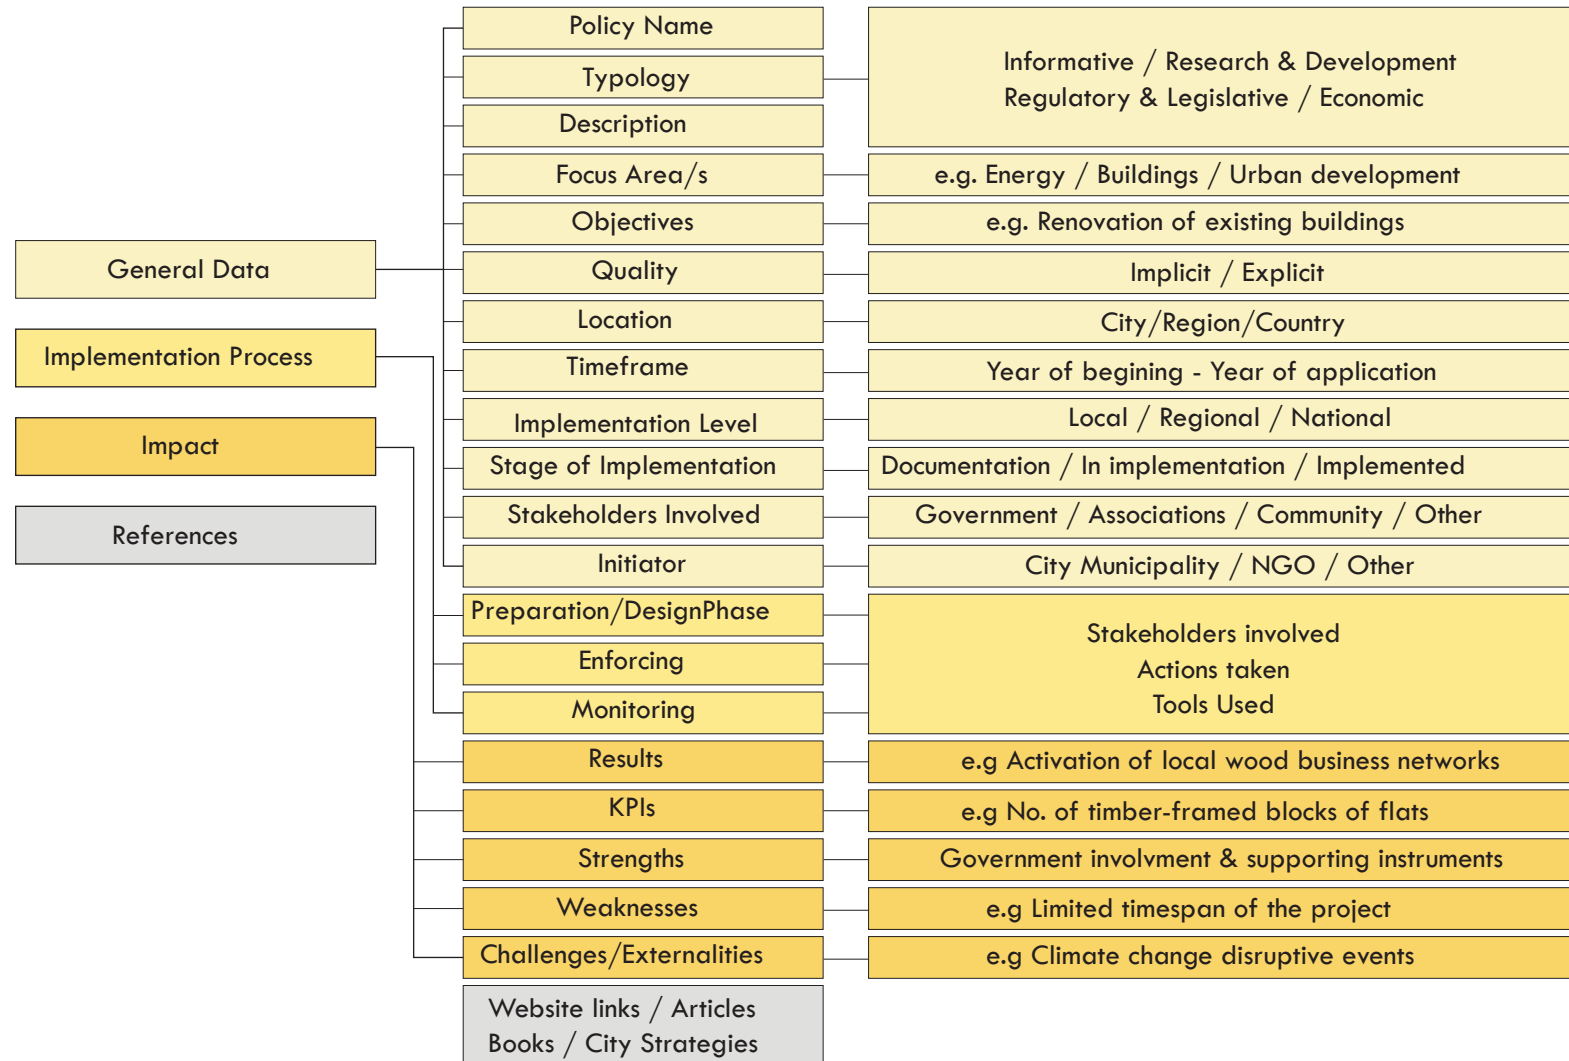 Policy Name
Typology
Informative / Research & Development
Regulatory & Legislative / Economic
Description
Focus Area/s
e.g. Energy / Buildings / Urban development
Objectives
e.g. Renovation of existing buildings
General Data
Quality
Implicit / Explicit
Location
City/Region/Country
Implementation Process
Timeframe
Year of begining - Year of application
Implementation Level
Local / Regional / National
Impact
Stage of Implementation
Documentation / In implementation / Implemented
Stakeholders Involved
Government / Associations / Community / Other
References
Initiator
City Municipality / NGO / Other
Preparation/DesignPhase
Enforcing
Monitoring
Stakeholders involved
Actions taken
Tools Used
Results
e.g Activation of local wood business networks
KPIs
e.g No. of timber-framed blocks of flats
Strengths
Government involvment & supporting instruments
Weaknesses
e.g Limited timespan of the project
Challenges/Externalities
e.g Climate change disruptive events
Website links / Articles
Books / City Strategies